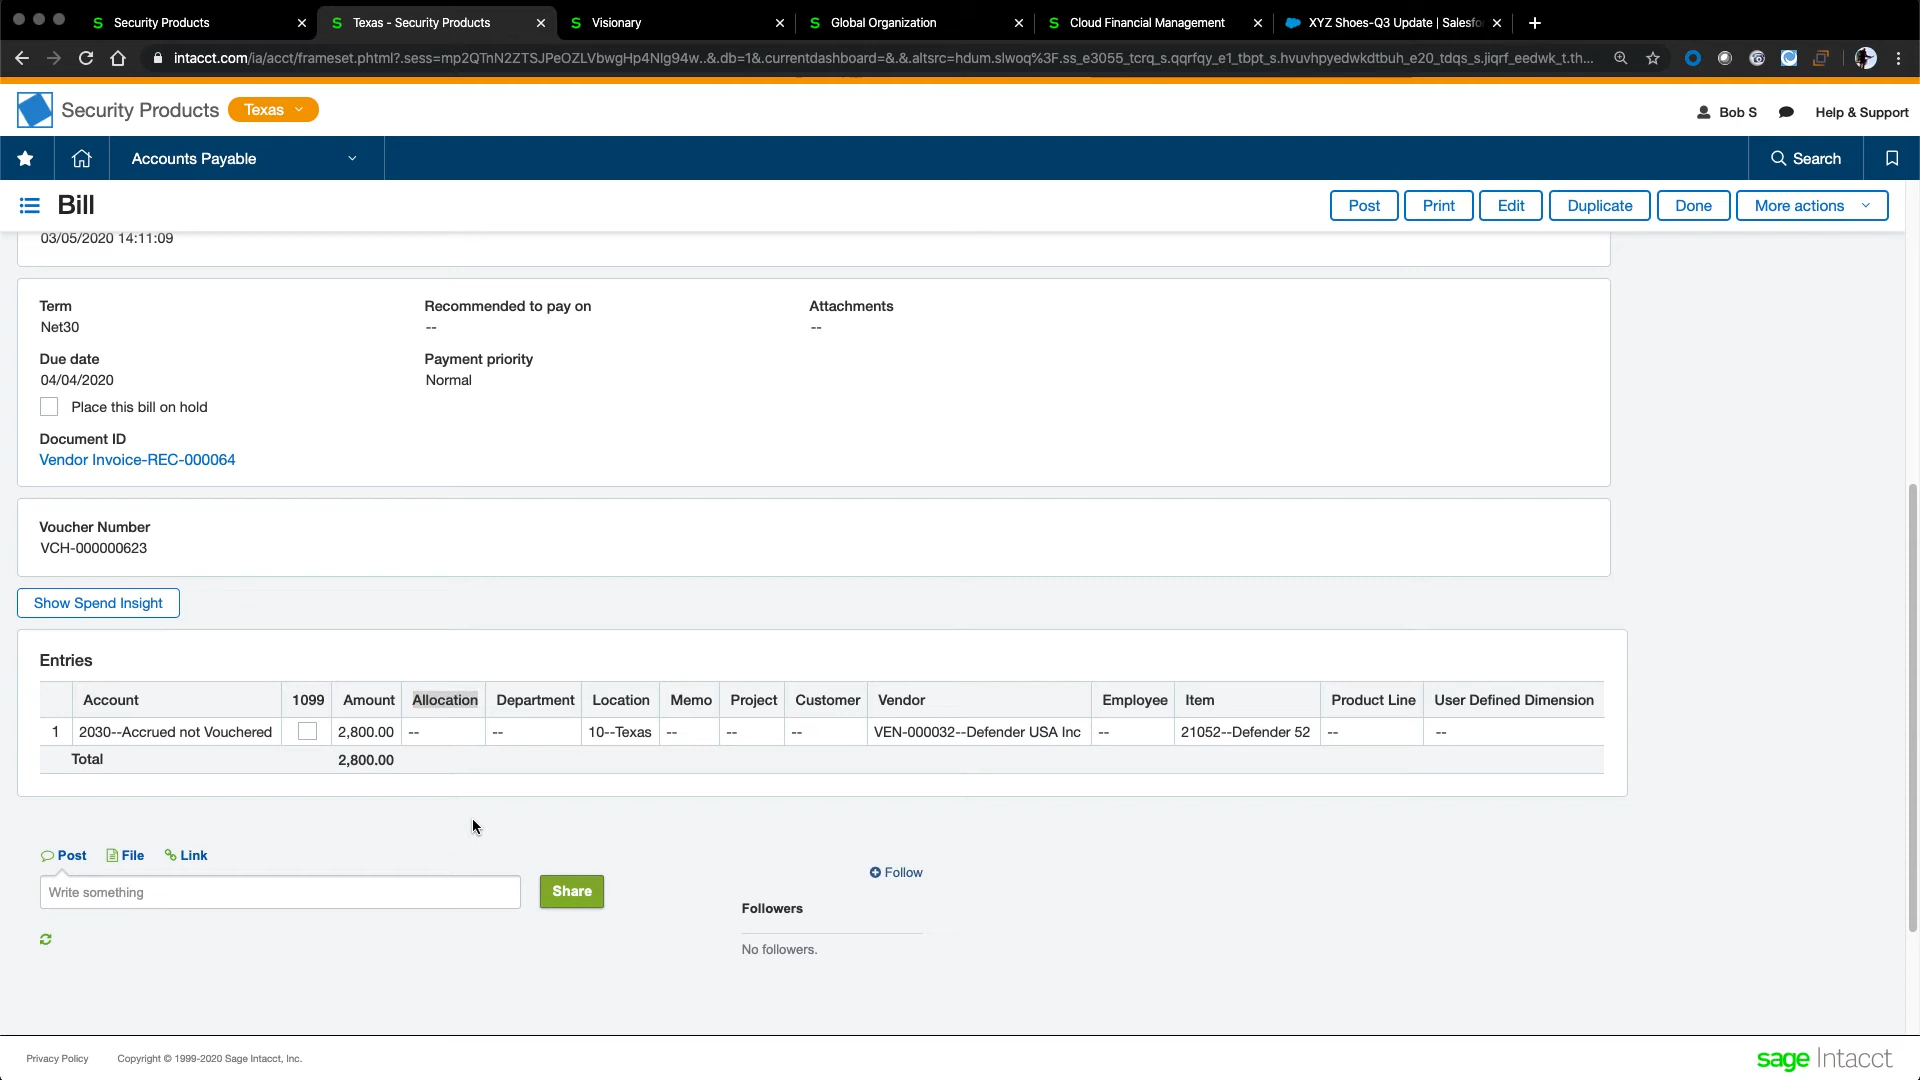 Security Products
Texas - Security Products
Visionary
Global Organization
Cloud Financial Management
XYZ Shoes-Q3 Update | Salesfo
intacct.com/ia/acct/frameset.phtml?.sess=mp2QTnN2ZTSJPeOZLVbwgHp4NIg94w..&.db=1&.currentdashboard=&.&.altsrc=hdum.slwoq%3F.ss_e3055_tcrq_s.qqrfqy_e1_tbpt_s.hvuvhpyedwkdtbuh_e20_tdqs_s.jiqrf_eedwk_t.th...
Security Products
Texas
Bob S
Help & Support
Accounts Payable
Search
Bill
Post
Print
Edit
Duplicate
Done
More actions
03/05/2020 14:11:09
Term
Net30
Recommended to pay on
--
Attachments
--
Due date
04/04/2020
Payment priority
Normal
Place this bill on hold
Document ID
Vendor Invoice-REC-000064
Voucher Number
VCH-000000623
Show Spend Insight
Entries
Account 1099 Amount Allocation Department Location Memo Project Customer Vendor Employee Item Product Line User Defined Dimension
1 2030--Accrued not Vouchered 2,800.00 -- -- 10--Texas -- -- -- VEN-000032--Defender USA Inc -- 21052--Defender 52 -- --
Total 2,800.00
Post File Link
Write something
Share
Follow
Followers
No followers.
Privacy Policy
Copyright © 1999-2020 Sage Intacct, Inc.
sage Intacct